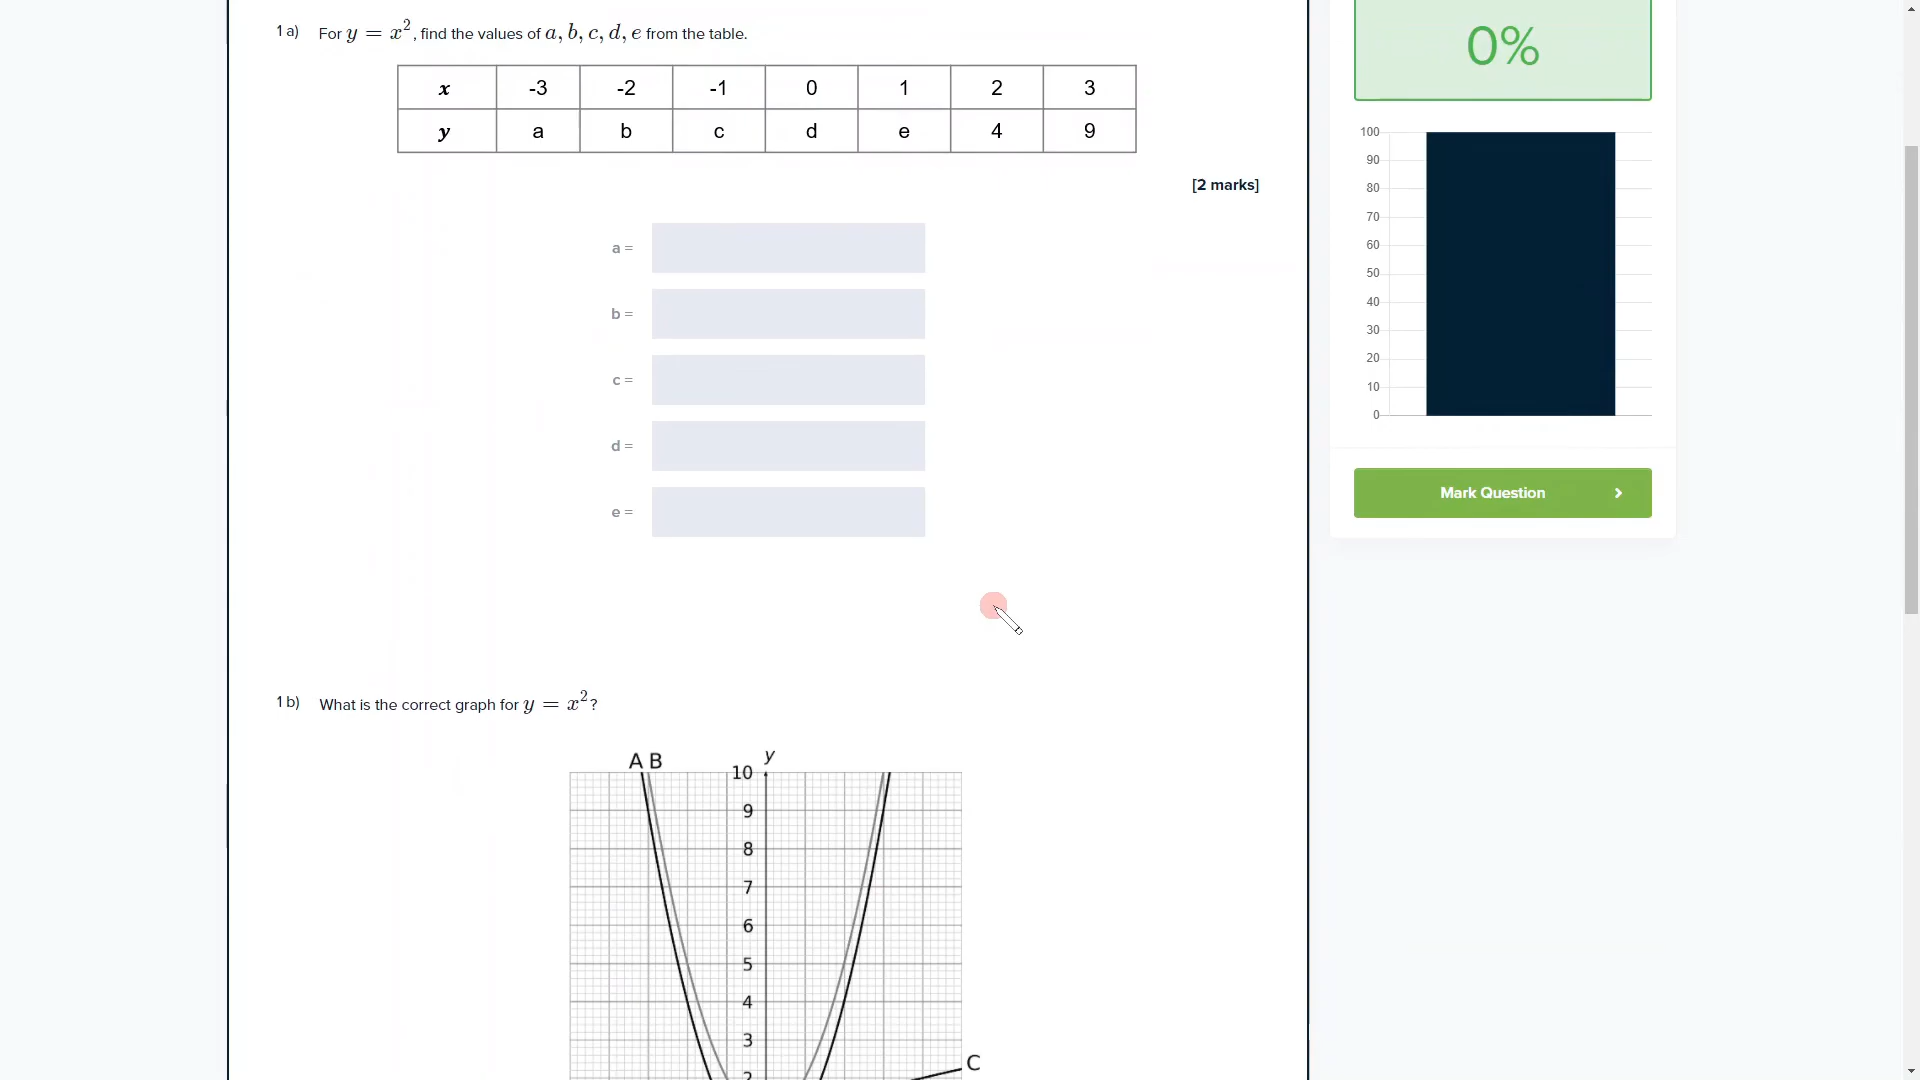 1 a) For y = x², find the values of a, b, c, d, e from the table.
x -3 -2 -1 0 1 2 3
y a b c d e 4 9
[2 marks]
a =
b =
c =
d =
e =
1 b) What is the correct graph for y = x²?
A B y
10
9
8
7
6
5
4
3
C
2
0%
100
90
80
70
60
50
40
30
20
10
0
Mark Question